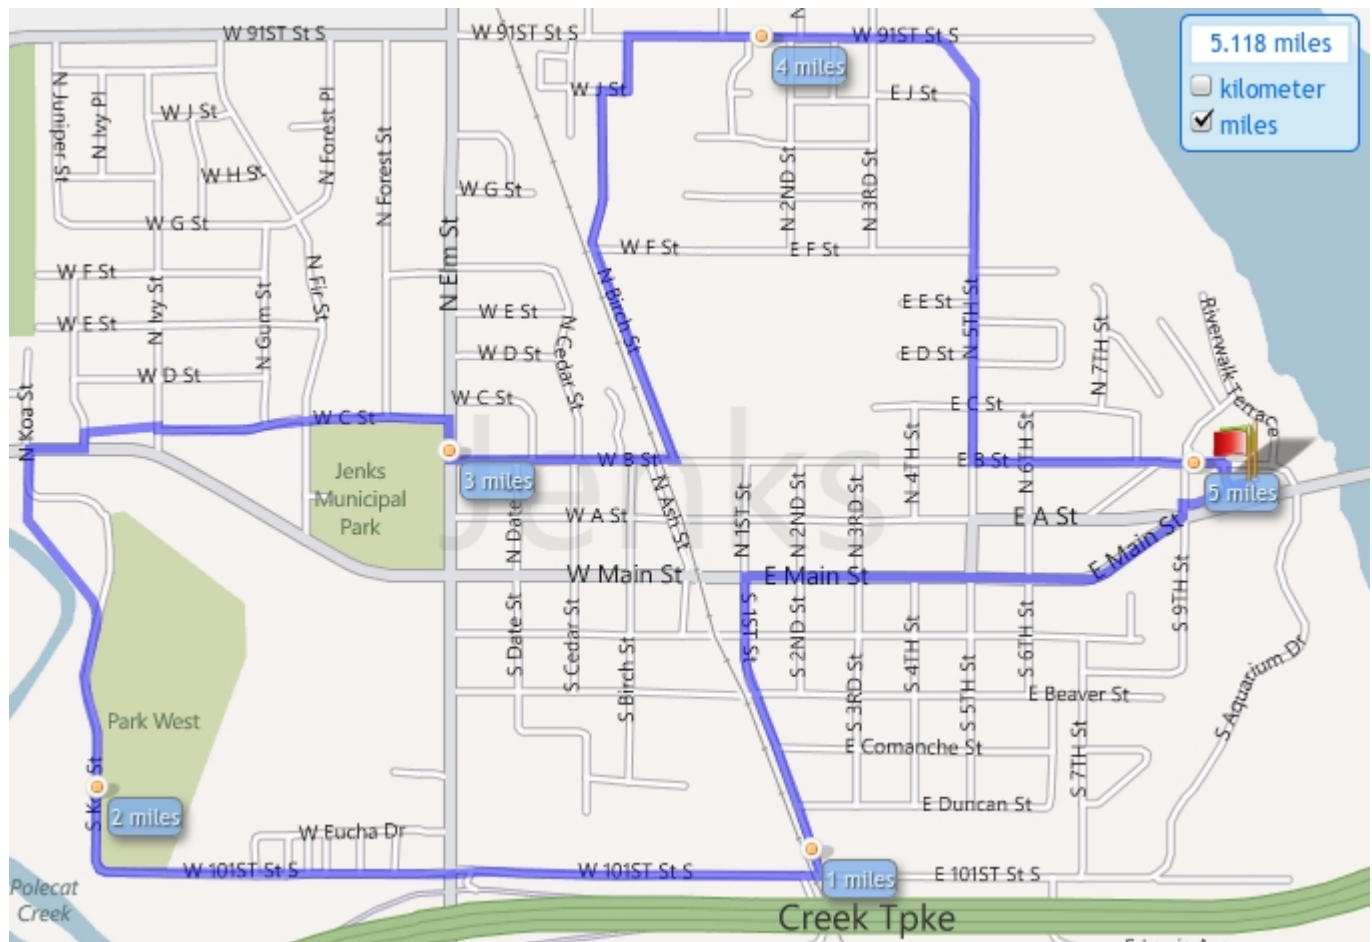 W 91ST St S
W 91ST St S
N
W 91ST St S
5.118 miles
kilometer
miles
4 miles
N Juniper St
N Ivy Pl
W J St
N Forest Pl
N Forest St
W J St
E J St
W H St
W G St
W G St
N 2ND St
N 3RD St
N Elm St
W F St
E F St
W F St
N Ivy St
N Gum St
N Fir St
N Birch St
W E St
W E St
E E St
N 5TH St
Riverwalk Terrace
W D St
N Cedar St
W D St
E D St
N 7TH St
N Koa St
W C St
W C St
E C St
Jenks
Jenks
Municipal
Park
3 miles
W B St
E B St
N 4TH St
N 6TH St
5 miles
N Date St
W A St
N Ash St
N 1ST St
N 2ND St
N 3RD St
E A St
W Main St
E Main St
E Main St
S Date St
S Cedar St
S Birch St
S 1ST St
S 2ND St
S 3RD St
S 4TH St
S 5TH St
S 6TH St
S 9TH St
S Aquarium Dr
E Beaver St
Park West
E Comanche St
S 7TH St
S Koa St
2 miles
E Duncan St
W Eucha Dr
W 101ST St S
W 101ST St S
1 miles
E 101ST St S
Polecat
Creek
Creek Tpke